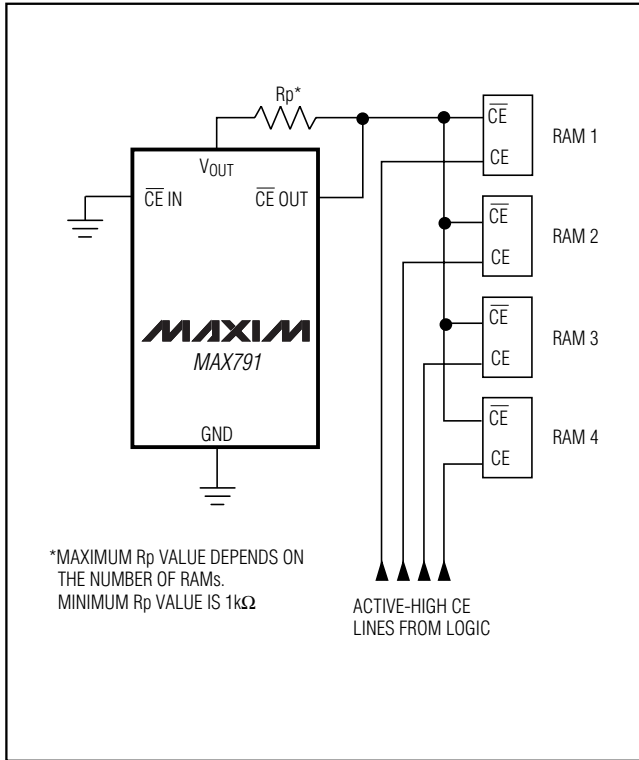 Rp*
VOUT
C̅E̅ IN
C̅E̅ OUT
MAXIM
MAX791
GND
C̅E̅
CE
RAM 1
C̅E̅
CE
RAM 2
C̅E̅
CE
RAM 3
C̅E̅
CE
RAM 4
*MAXIMUM Rp VALUE DEPENDS ON
THE NUMBER OF RAMs.
MINIMUM Rp VALUE IS 1kΩ
ACTIVE-HIGH CE
LINES FROM LOGIC